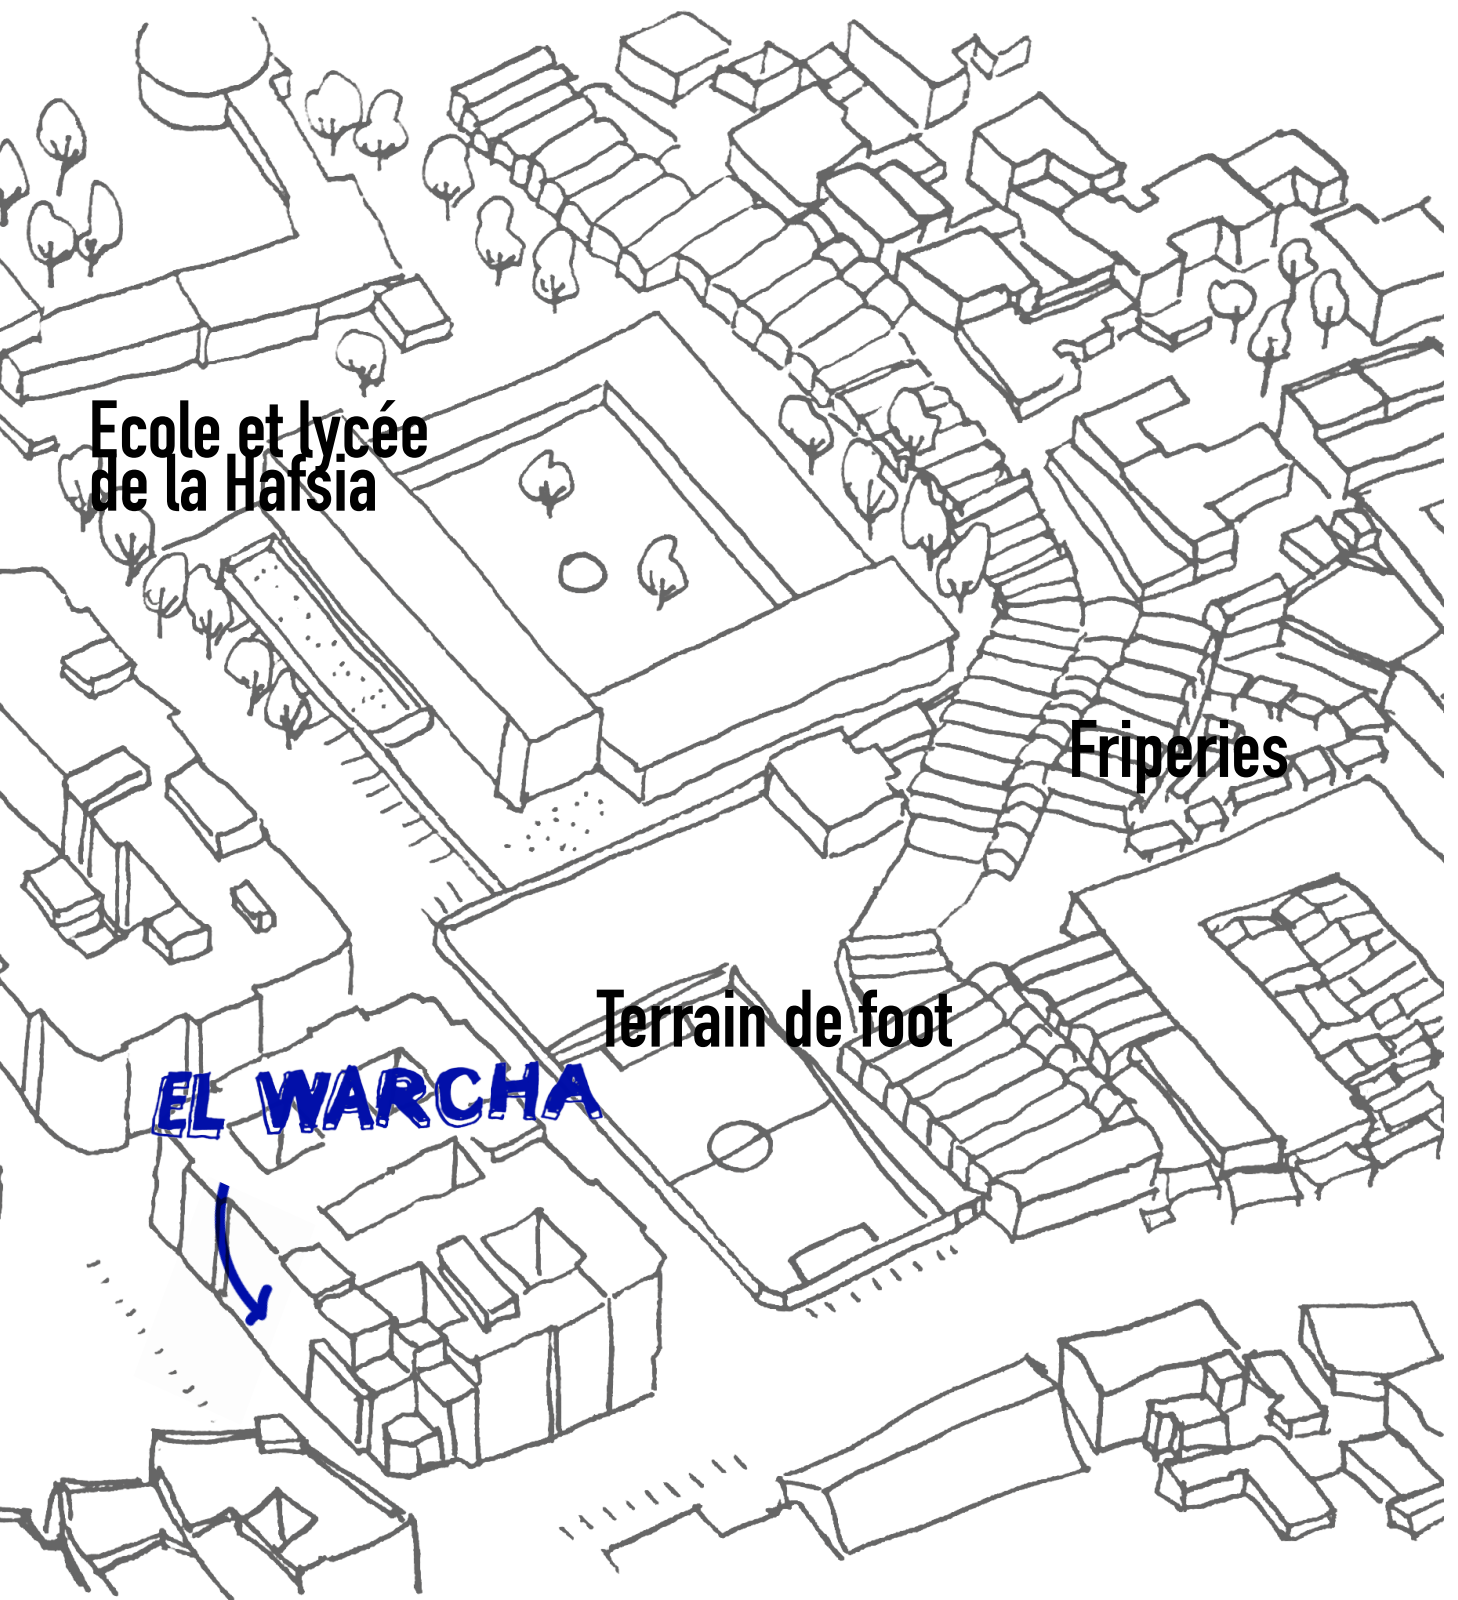 Ecole et lycée
de la Hafsia
Friperies
Terrain de foot
EL WARCHA